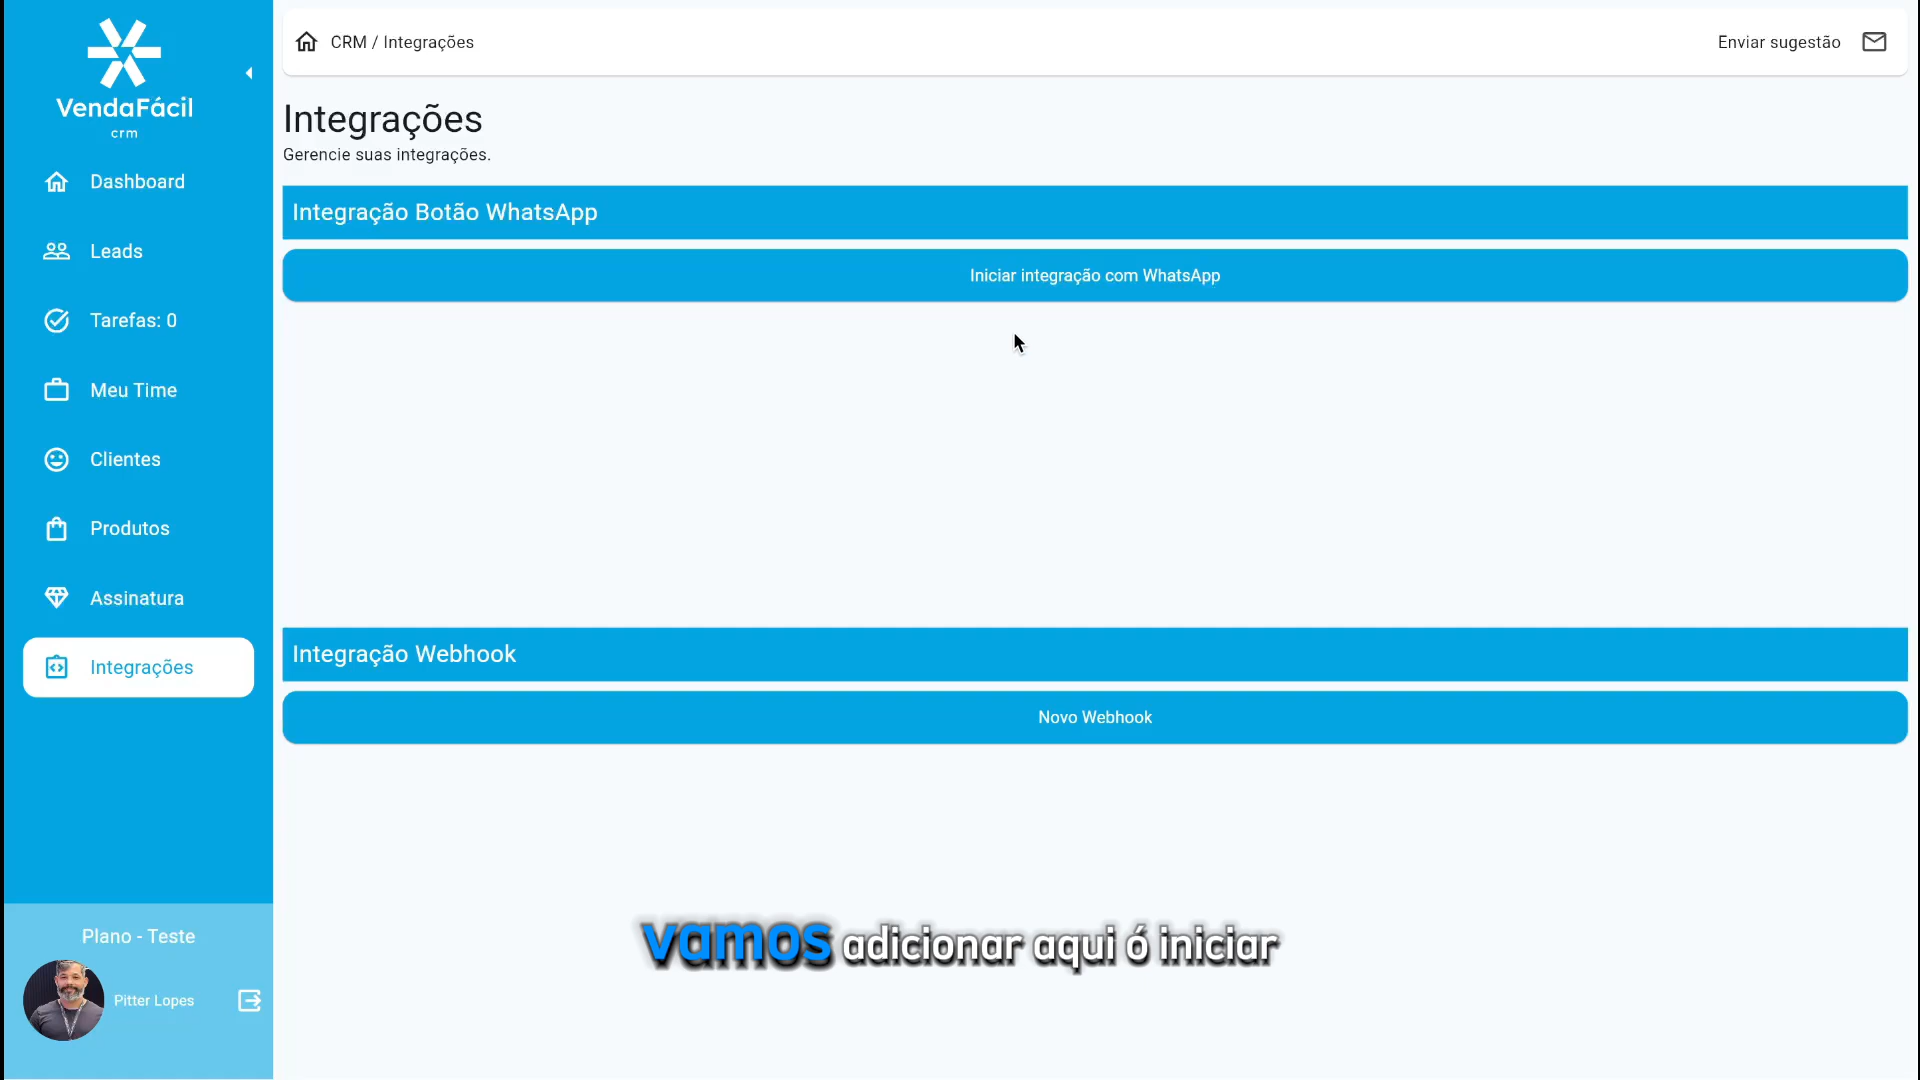 VendaFácil
crm
Dashboard
Leads
Tarefas: 0
Meu Time
Clientes
Produtos
Assinatura
Integrações
Plano - Teste
Pitter Lopes
CRM / Integrações
Enviar sugestão
Integrações
Gerencie suas integrações.
Integração Botão WhatsApp
Iniciar integração com WhatsApp
Integração Webhook
Novo Webhook
vamos adicionar aqui ó iniciar